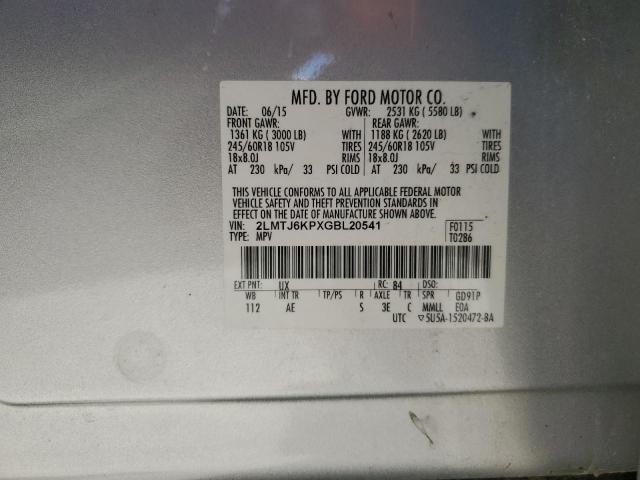 MFD. BY FORD MOTOR CO.
DATE: 06/15 GVWR: 2531 KG ( 5580 LB)
FRONT GAWR: REAR GAWR:
1361 KG ( 3000 LB) WITH 1188 KG ( 2620 LB) WITH
245/60R18 105V TIRES 245/60R18 105V TIRES
18x8.0J RIMS 18x8.0J RIMS
AT 230 kPa/ 33 PSI COLD AT 230 kPa/ 33 PSI COLD
THIS VEHICLE CONFORMS TO ALL APPLICABLE FEDERAL MOTOR
VEHICLE SAFETY AND THEFT PREVENTION STANDARDS IN
EFFECT ON THE DATE OF MANUFACTURE SHOWN ABOVE.
VIN: 2LMTJ6KPXGBL20541 F0115
TYPE: MPV T0286
EXT PNT: UX RC: 84 DSO:
WB INT TR TP/PS R AXLE TR SPR GD91P
112 AE S 3E C MMLL EOA
UTC ▽5U5A-1520472-BA